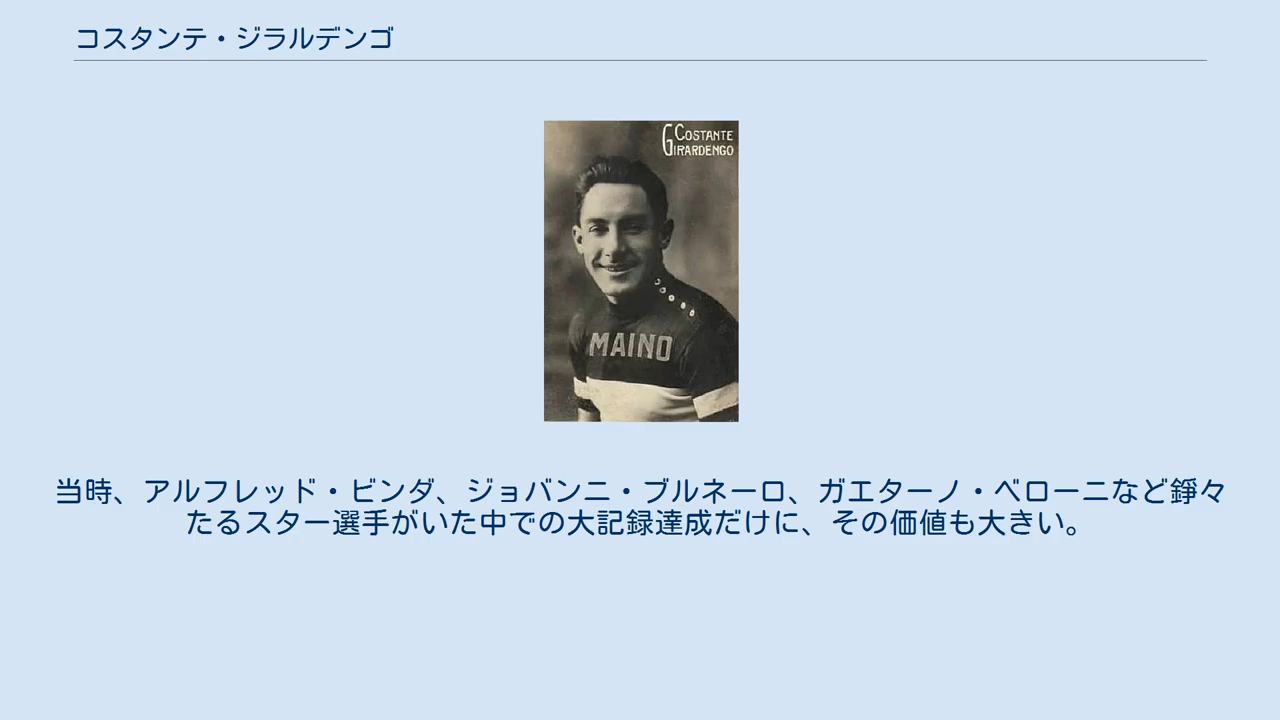 コスタンテ・ジラルデンゴ
COSTANTE
GIRARDENGO
MAINO
当時、アルフレッド・ビンダ、ジョバンニ・ブルネーロ、ガエターノ・ベローニなど錚々
たるスター選手がいた中での大記録達成だけに、その価値も大きい。